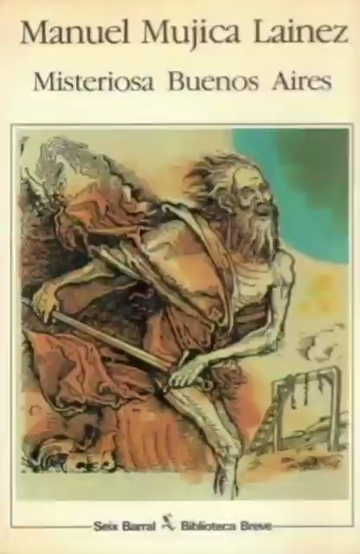 Manuel Mujica Lainez
Misteriosa Buenos Aires
Seix Barral Biblioteca Breve